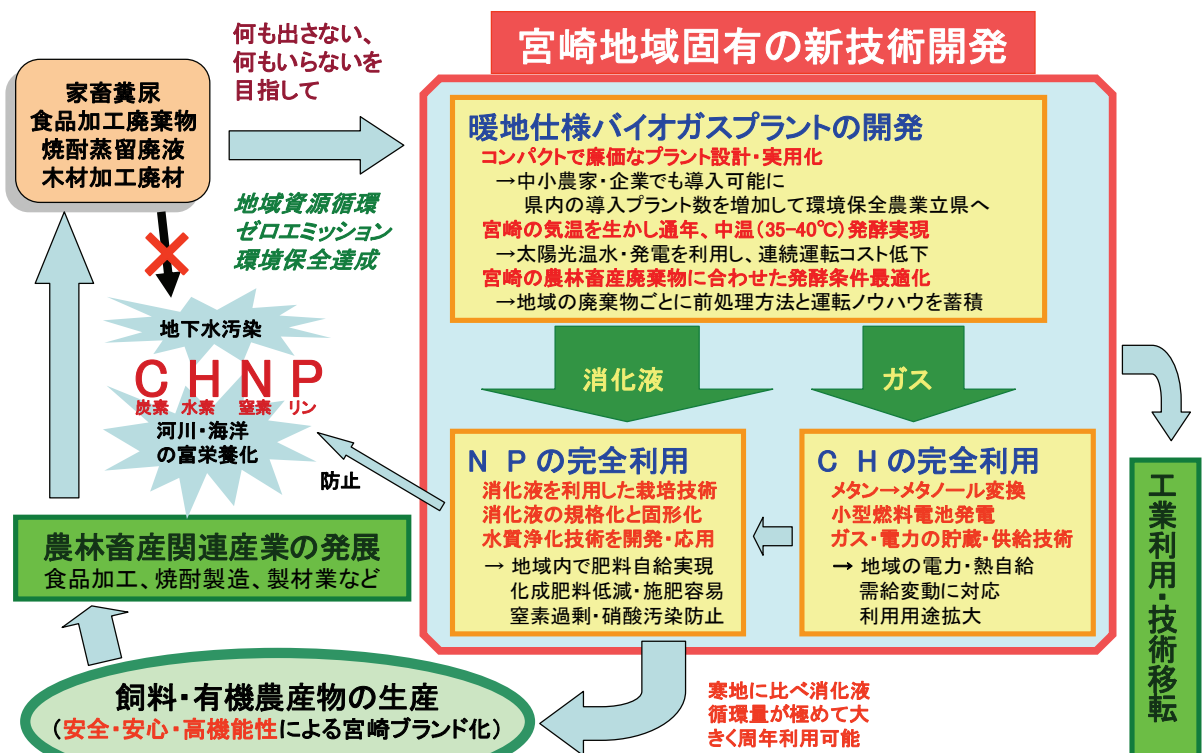 何も出さない、
何もいらないを
目指して
宮崎地域固有の新技術開発
家畜糞尿
食品加工廃棄物
焼酎蒸留廃液
木材加工廃材
地域資源循環
ゼロエミッション
環境保全達成
暖地仕様バイオガスプラントの開発
コンパクトで廉価なプラント設計・実用化
→中小農家・企業でも導入可能に
県内の導入プラント数を増加して環境保全農業立県へ
宮崎の気温を生かし通年、中温(35-40℃)発酵実現
→太陽光温水・発電を利用し、連続運転コスト低下
宮崎の農林畜産廃棄物に合わせた発酵条件最適化
→地域の廃棄物ごとに前処理方法と運転ノウハウを蓄積
地下水汚染
C H N P
炭素 水素 窒素 リン
河川・海洋
の富栄養化
防止
消化液
ガス
N P の完全利用
消化液を利用した栽培技術
消化液の規格化と固形化
水質浄化技術を開発・応用
→ 地域内で肥料自給実現
化成肥料低減・施肥容易
窒素過剰・硝酸汚染防止
C H の完全利用
メタン→メタノール変換
小型燃料電池発電
ガス・電力の貯蔵・供給技術
→ 地域の電力・熱自給
需給変動に対応
利用用途拡大
工業利用・技術移転
農林畜産関連産業の発展
食品加工、焼酎製造、製材業など
飼料・有機農産物の生産
(安全・安心・高機能性による宮崎ブランド化)
寒地に比べ消化液
循環量が極めて大
きく周年利用可能